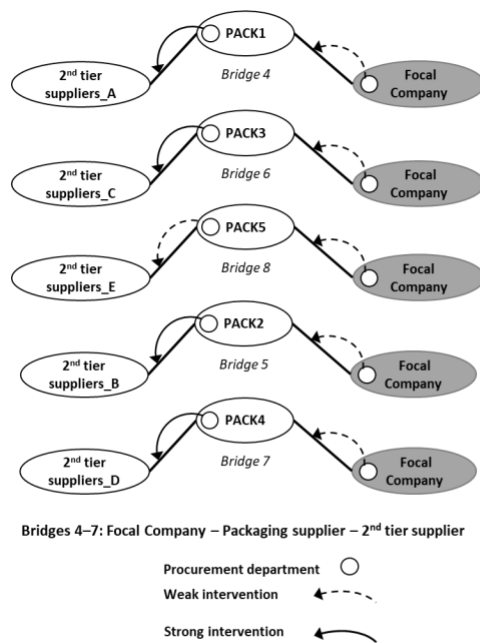 PACK1
2nd tier
suppliers_A
Bridge 4
Focal
Company
PACK3
2nd tier
suppliers_C
Bridge 6
Focal
Company
PACK5
2nd tier
suppliers_E
Bridge 8
Focal
Company
PACK2
2nd tier
suppliers_B
Bridge 5
Focal
Company
PACK4
2nd tier
suppliers_D
Bridge 7
Focal
Company
Bridges 4–7: Focal Company – Packaging supplier – 2nd tier supplier
Procurement department
Weak intervention
Strong intervention